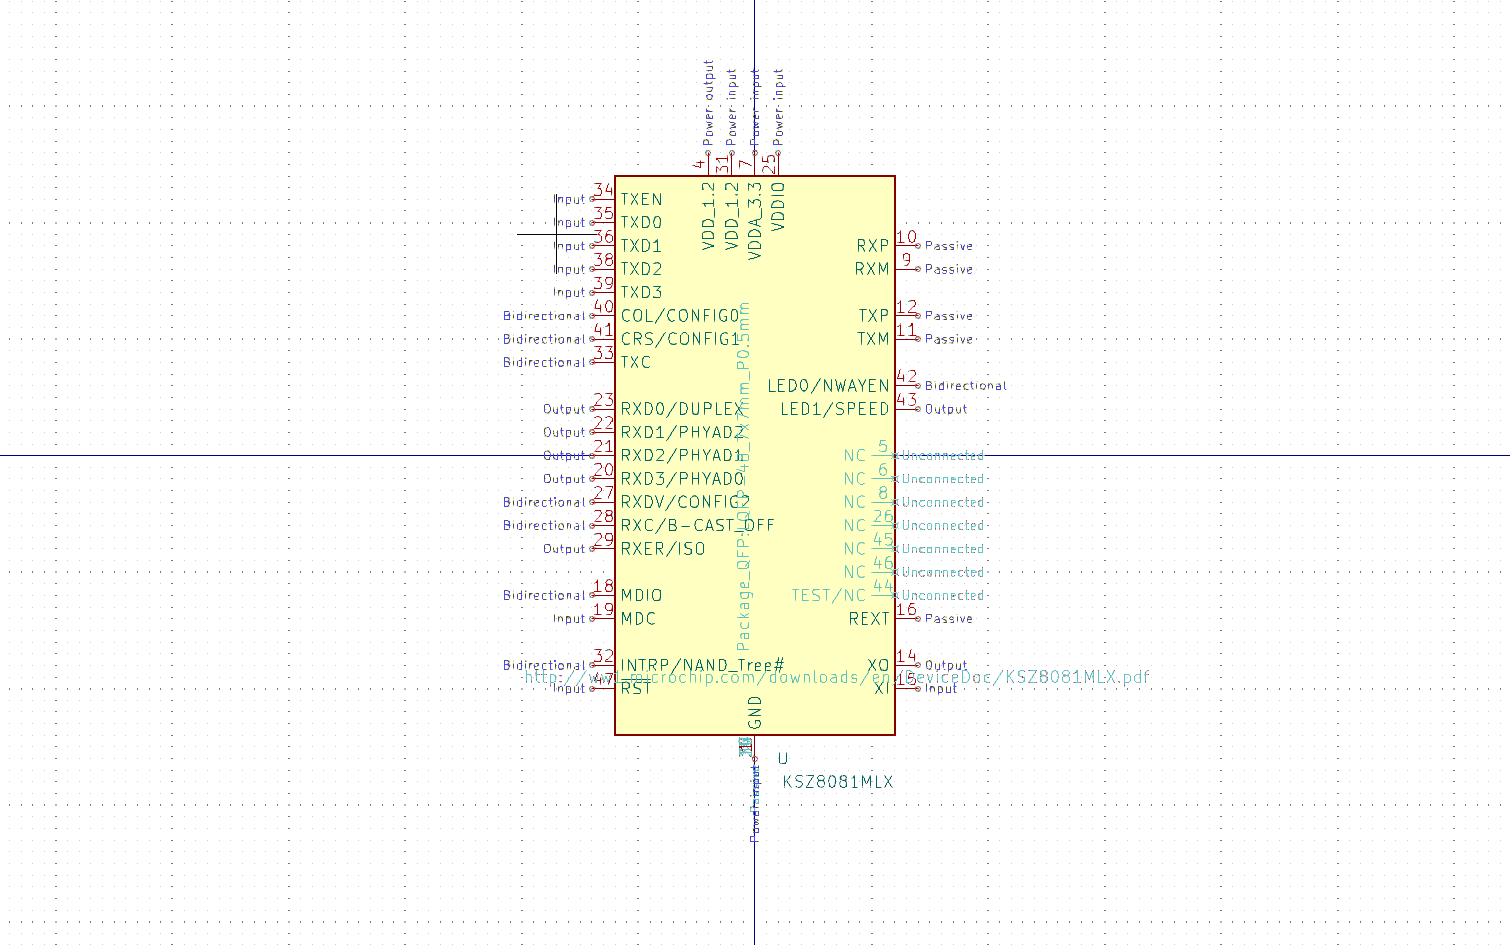 Power output
Power input
Power input
Power input
4
31
7
25
VDD_1.2
VDD_1.2
VDDA_3.3
VDDIO
Input 34 TXEN
Input 35 TXD0
Input 36 TXD1
RXP 10 Passive
Input 38 TXD2
RXM 9 Passive
Input 39 TXD3
Bidirectional 40 COL/CONFIG0
TXP 12 Passive
Bidirectional 41 CRS/CONFIG1
TXM 11 Passive
Bidirectional 33 TXC
LED0/NWAYEN 42 Bidirectional
Output 23 RXD0/DUPLEX
LED1/SPEED 43 Output
Output 22 RXD1/PHYAD2
Output 21 RXD2/PHYAD1
NC 5 Unconnected
Output 20 RXD3/PHYAD0
NC 6 Unconnected
Bidirectional 27 RXDV/CONFIG2
NC 8 Unconnected
Bidirectional 28 RXC/B-CAST_OFF
NC 26 Unconnected
Output 29 RXER/ISO
NC 45 Unconnected
NC 46 Unconnected
Bidirectional 18 MDIO
TEST/NC 44 Unconnected
Input 19 MDC
REXT 16 Passive
Package_QFP:LQFP-48_7x7mm_P0.5mm
Bidirectional 32 INTRP/NAND_Tree#
XO 14 Output
http://ww1.microchip.com/downloads/en/DeviceDoc/KSZ8081MLX.pdf
Input 47 RST
XI 15 Input
GND
U
KSZ8081MLX